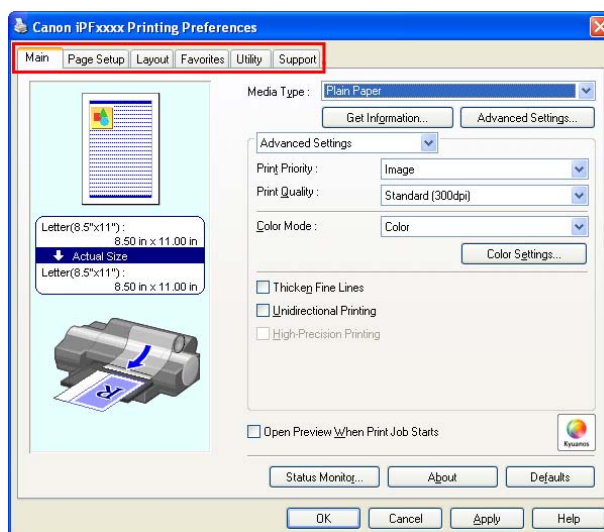 Canon iPFxxxx Printing Preferences
Main Page Setup Layout Favorites Utility Support
Media Type : Plain Paper
Get Information... Advanced Settings...
Advanced Settings
Print Priority : Image
Print Quality : Standard (300dpi)
Color Mode : Color
Color Settings...
Letter(8.5"x11") :
8.50 in x 11.00 in
Actual Size
Letter(8.5"x11") :
8.50 in x 11.00 in
R
Thicken Fine Lines
Unidirectional Printing
High-Precision Printing
Open Preview When Print Job Starts
Kyuanos
Status Monitor... About Defaults
OK Cancel Apply Help